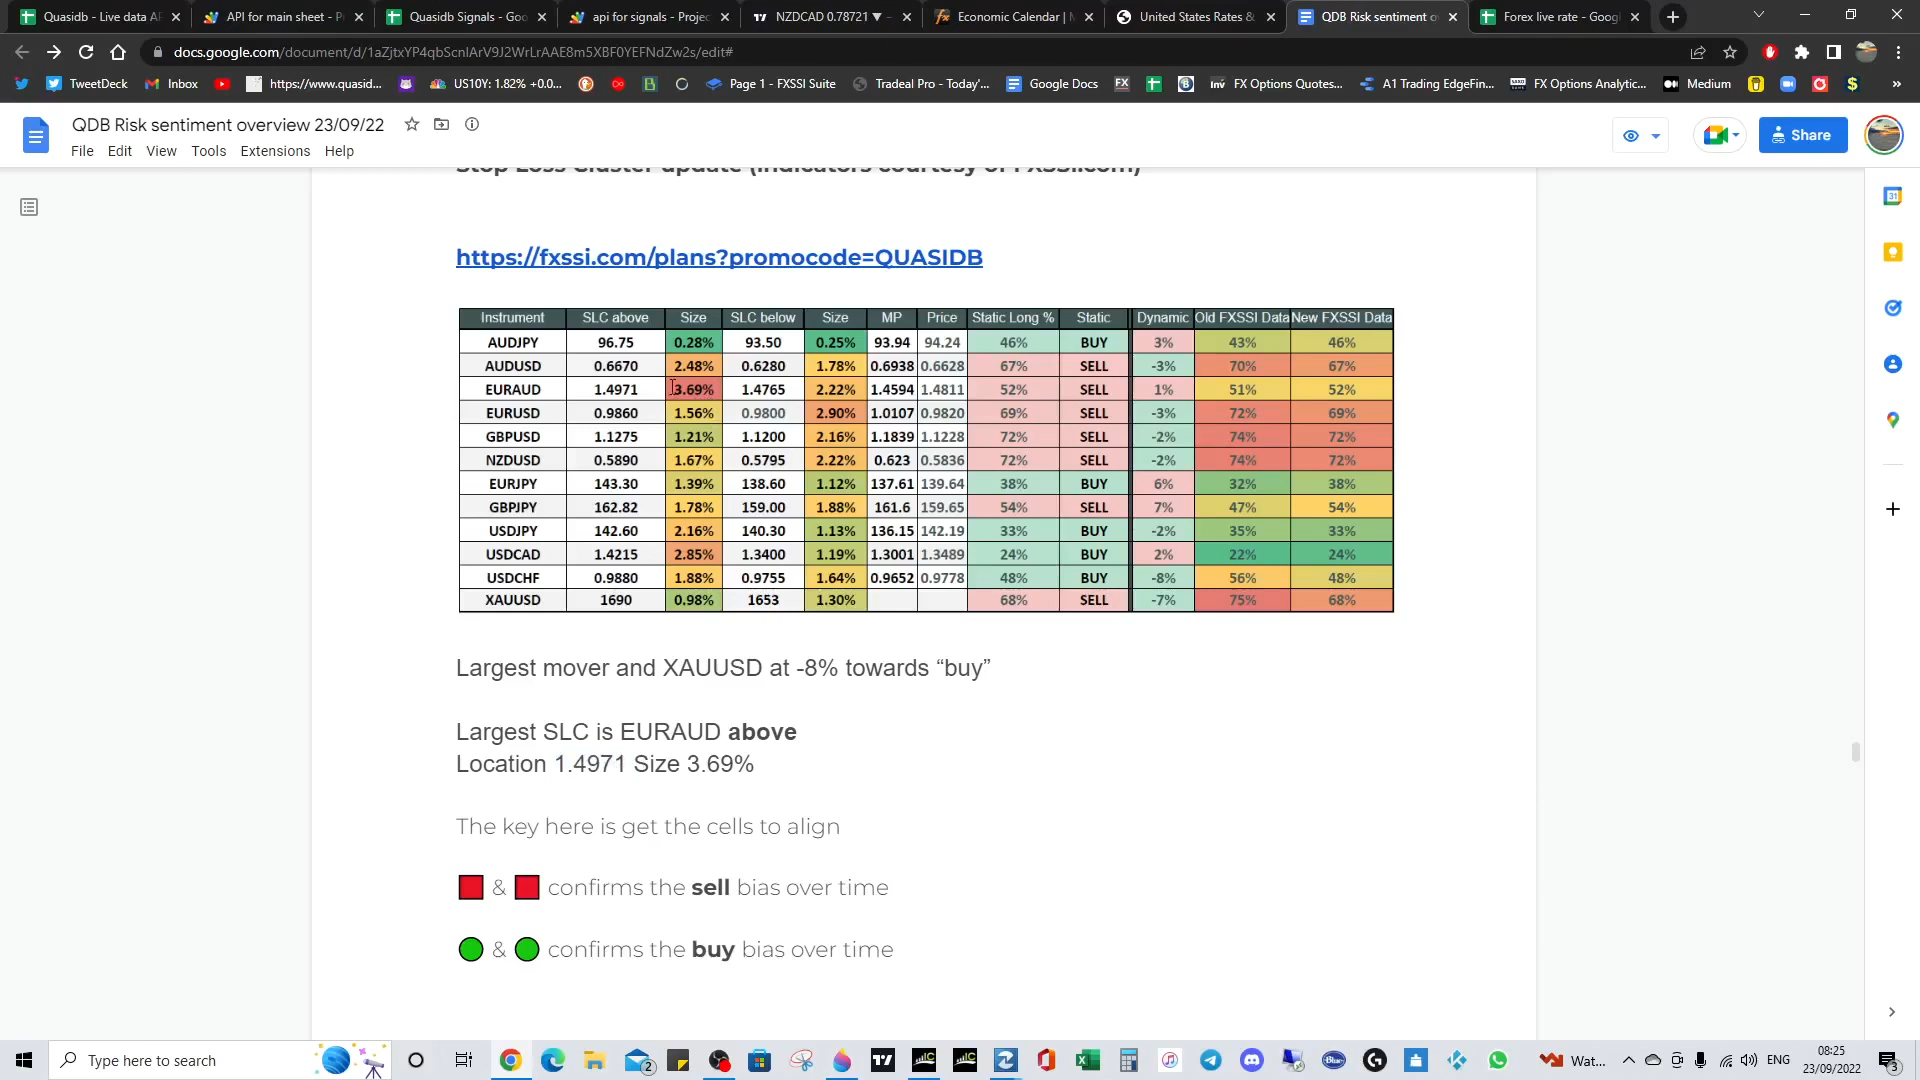 Quasidb - Live data A
API for main sheet - P
Quasidb Signals - Goo
api for signals - Projec
NZDCAD 0.78721 ▼
Economic Calendar |
United States Rates &
QDB Risk sentiment o
Forex live rate - Googl
docs.google.com/document/d/1aZjtxYP4qbScnlArV9J2WrLrAAE8m5XBF0YEFNdZw2s/edit#
TweetDeck
Inbox
https://www.quasid...
US10Y: 1.82% +0.0...
Page 1 - FXSSI Suite
Tradeal Pro - Today'...
Google Docs
FX Options Quotes...
A1 Trading EdgeFin...
FX Options Analytic...
Medium
QDB Risk sentiment overview 23/09/22
Share
File Edit View Tools Extensions Help
Stop Loss Cluster update (indicators courtesy of FXSSI.com)
https://fxssi.com/plans?promocode=QUASIDB
Instrument SLC above Size SLC below Size MP Price Static Long % Static Dynamic Old FXSSI Data New FXSSI Data
AUDJPY 96.75 0.28% 93.50 0.25% 93.94 94.24 46% BUY 3% 43% 46%
AUDUSD 0.6670 2.48% 0.6280 1.78% 0.6938 0.6628 67% SELL -3% 70% 67%
EURAUD 1.4971 3.69% 1.4765 2.22% 1.4594 1.4811 52% SELL 1% 51% 52%
EURUSD 0.9860 1.56% 0.9800 2.90% 1.0107 0.9820 69% SELL -3% 72% 69%
GBPUSD 1.1275 1.21% 1.1200 2.16% 1.1839 1.1228 72% SELL -2% 74% 72%
NZDUSD 0.5890 1.67% 0.5795 2.22% 0.623 0.5836 72% SELL -2% 74% 72%
EURJPY 143.30 1.39% 138.60 1.12% 137.61 139.64 38% BUY 6% 32% 38%
GBPJPY 162.82 1.78% 159.00 1.88% 161.6 159.65 54% SELL 7% 47% 54%
USDJPY 142.60 2.16% 140.30 1.13% 136.15 142.19 33% BUY -2% 35% 33%
USDCAD 1.4215 2.85% 1.3400 1.19% 1.3001 1.3489 24% BUY 2% 22% 24%
USDCHF 0.9880 1.88% 0.9755 1.64% 0.9652 0.9778 48% BUY -8% 56% 48%
XAUUSD 1690 0.98% 1653 1.30% 68% SELL -7% 75% 68%
Largest mover and XAUUSD at -8% towards “buy”
Largest SLC is EURAUD above
Location 1.4971 Size 3.69%
The key here is get the cells to align
& confirms the sell bias over time
& confirms the buy bias over time
Type here to search
Wat...
ENG
08:25
23/09/2022